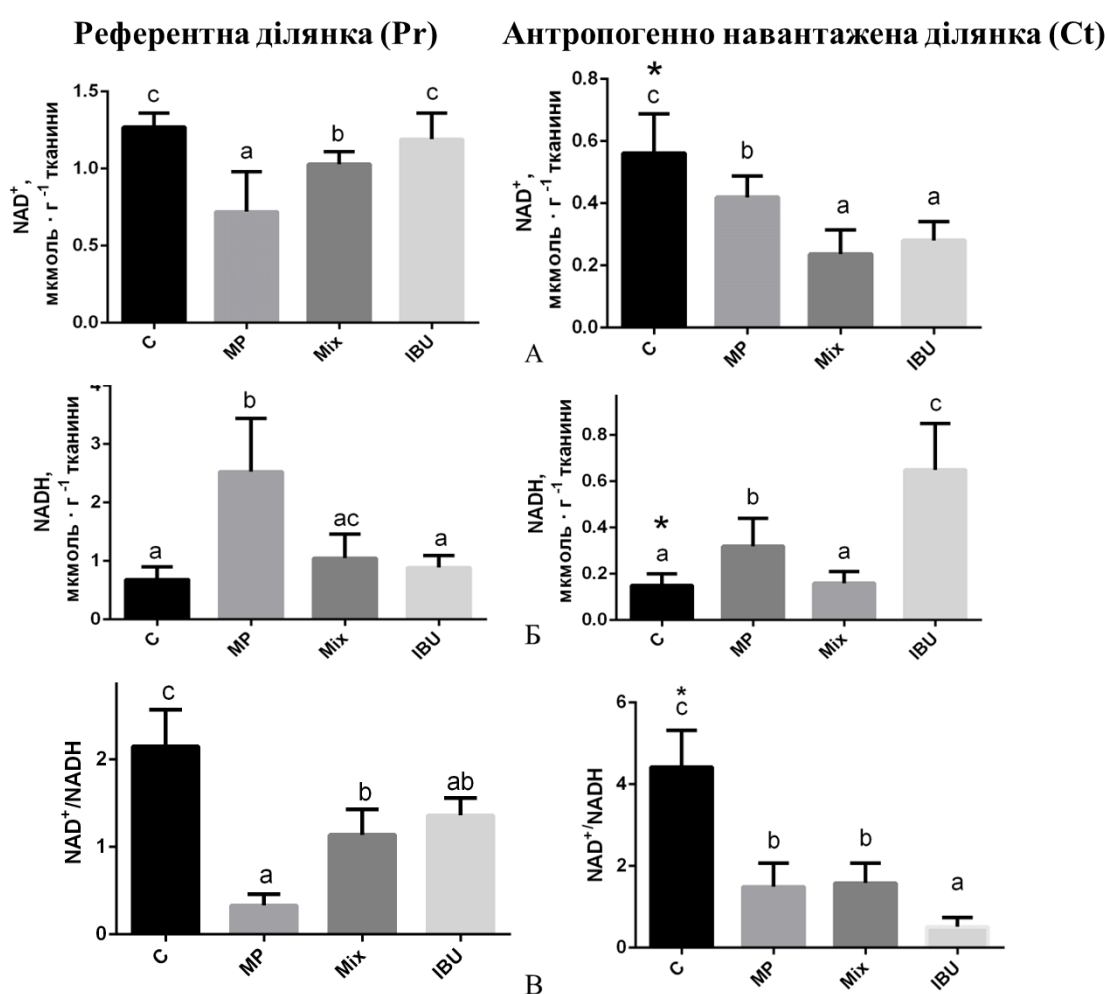 Референтна ділянка (Pr)
Антропогенно навантажена ділянка (Ct)
NAD⁺,
мкмоль · г⁻¹ тканини
1.5
1.0
0.5
0.0
c
a
b
c
C
MP
Mix
IBU
NAD⁺,
мкмоль · г⁻¹ тканини
0.8
0.6
0.4
0.2
0.0
*
c
b
a
a
C
MP
Mix
IBU
А
NADH,
мкмоль · г⁻¹ тканини
4
3
2
1
0
a
b
ac
a
C
MP
Mix
IBU
NADH,
мкмоль · г⁻¹ тканини
0.8
0.6
0.4
0.2
0.0
*
a
b
a
c
C
MP
Mix
IBU
Б
NAD⁺/NADH
2
1
0
c
a
b
ab
C
MP
Mix
IBU
NAD⁺/NADH
6
4
2
0
*
c
b
b
a
C
MP
Mix
IBU
В